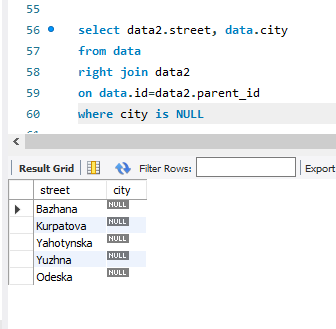 55
56 select data2.street, data.city
57 from data
58 right join data2
59 on data.id=data2.parent_id
60 where city is NULL
Result Grid Filter Rows: Export
street city
Bazhana NULL
Kurpatova NULL
Yahotynska NULL
Yuzhna NULL
Odeska NULL